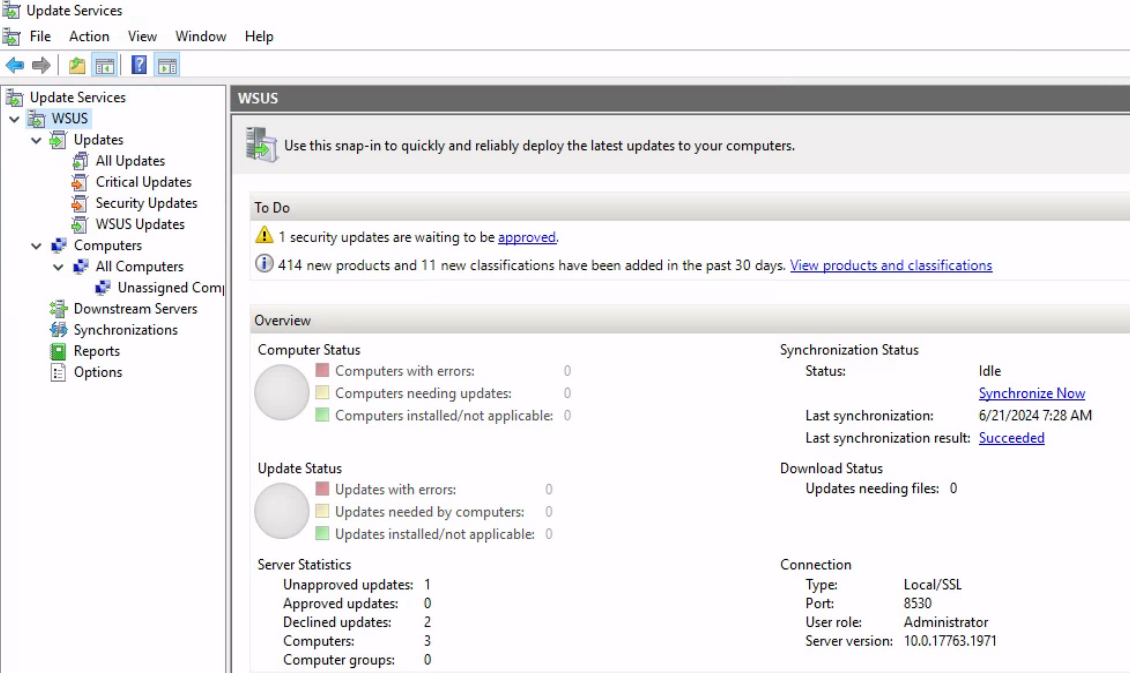 Update Services
File Action View Window Help
Update Services
WSUS
Updates
All Updates
Critical Updates
Security Updates
WSUS Updates
Computers
All Computers
Unassigned Comp
Downstream Servers
Synchronizations
Reports
Options
WSUS
Use this snap-in to quickly and reliably deploy the latest updates to your computers.
To Do
1 security updates are waiting to be approved.
414 new products and 11 new classifications have been added in the past 30 days. View products and classifications
Overview
Computer Status
Computers with errors: 0
Computers needing updates: 0
Computers installed/not applicable: 0
Update Status
Updates with errors: 0
Updates needed by computers: 0
Updates installed/not applicable: 0
Server Statistics
Unapproved updates: 1
Approved updates: 0
Declined updates: 2
Computers: 3
Computer groups: 0
Synchronization Status
Status: Idle
Synchronize Now
Last synchronization: 6/21/2024 7:28 AM
Last synchronization result: Succeeded
Download Status
Updates needing files: 0
Connection
Type: Local/SSL
Port: 8530
User role: Administrator
Server version: 10.0.17763.1971